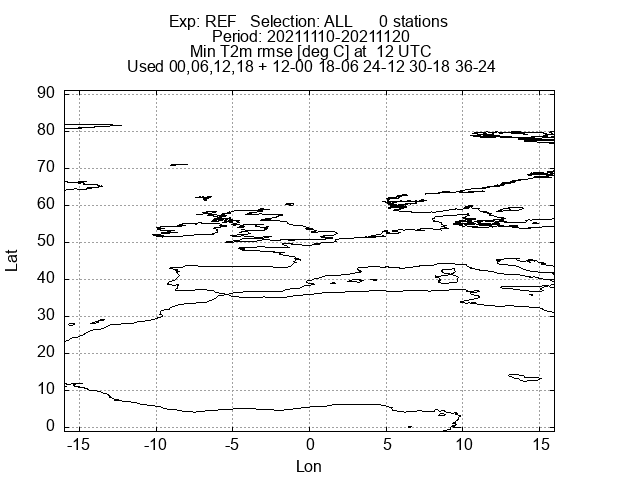 Exp: REF   Selection: ALL      0 stations
Period: 20211110-20211120
Min T2m rmse [deg C] at  12 UTC
Used 00,06,12,18 + 12-00 18-06 24-12 30-18 36-24
90
80
70
60
50
40
30
20
10
0
Lat
-15 -10 -5 0 5 10 15
Lon